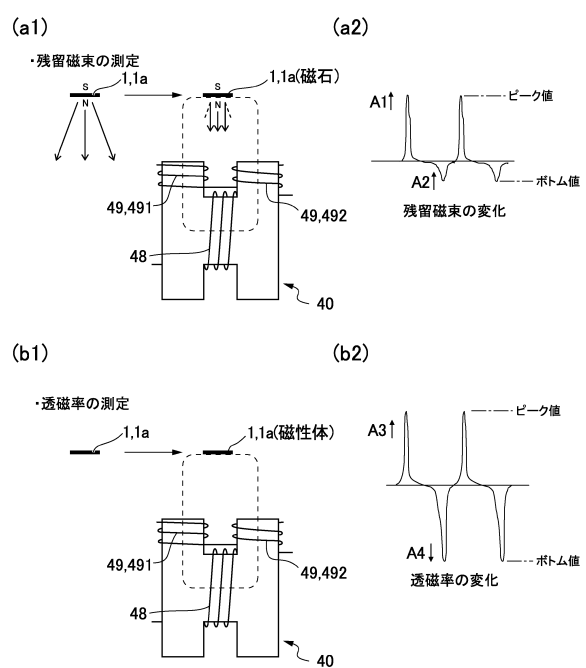 (a1)
・残留磁束の測定
S
1,1a
N
S
1,1a(磁石)
N
49,491
49,492
48
40
(a2)
A1
ピーク値
A2
ボトム値
残留磁束の変化
(b1)
・透磁率の測定
1,1a
1,1a(磁性体)
49,491
49,492
48
40
(b2)
A3
ピーク値
A4
ボトム値
透磁率の変化